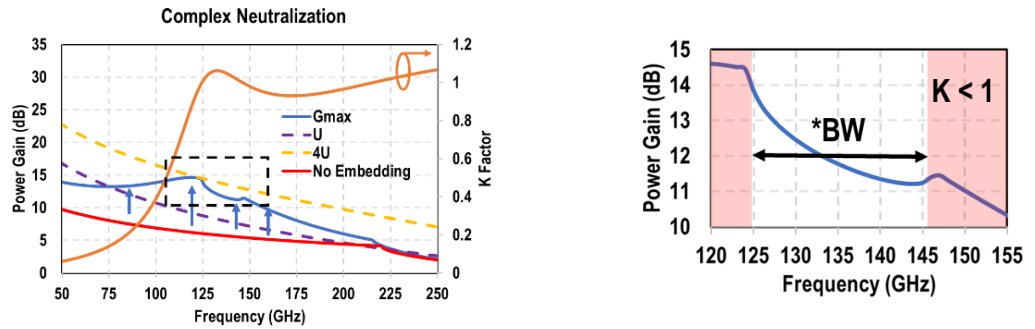 Complex Neutralization
35
30
25
20
15
10
5
0
Power Gain (dB)
1.2
1
0.8
0.6
0.4
0.2
0
K Factor
Gmax
U
4U
No Embedding
50 75 100 125 150 175 200 225 250
Frequency (GHz)
15
14
13
12
11
10
Power Gain (dB)
K < 1
*BW
120 125 130 135 140 145 150 155
Frequency (GHz)